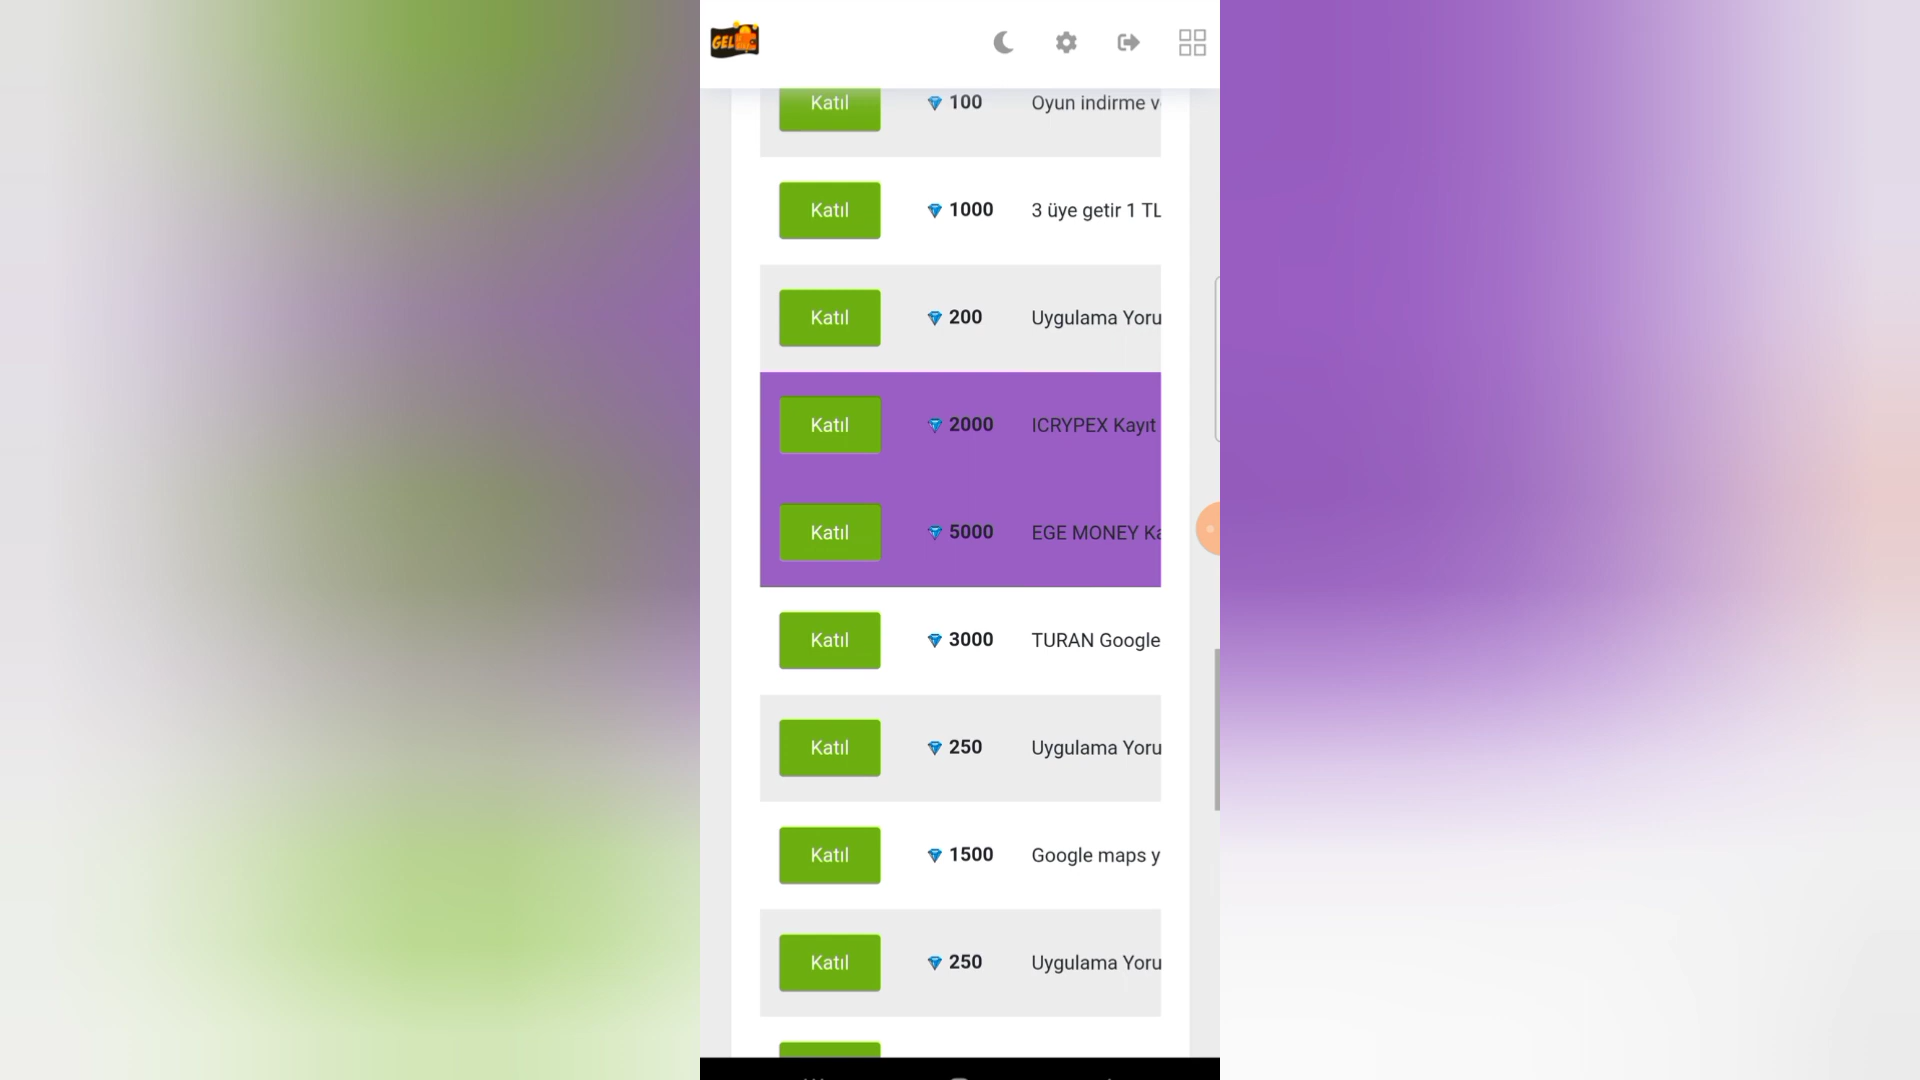 GEL
Katıl 100 Oyun indirme v
Katıl 1000 3 üye getir 1 TL
Katıl 200 Uygulama Yoru
Katıl 2000 ICRYPEX Kayıt
Katıl 5000 EGE MONEY Ka
Katıl 3000 TURAN Google
Katıl 250 Uygulama Yoru
Katıl 1500 Google maps y
Katıl 250 Uygulama Yoru